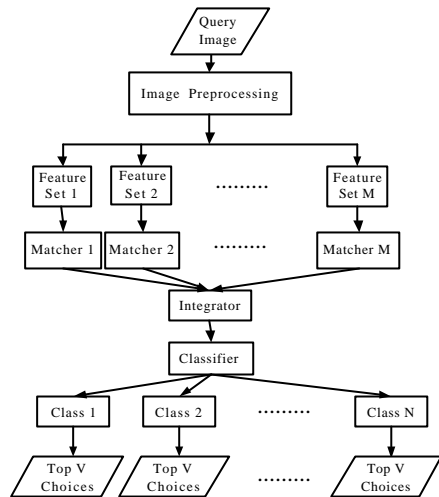 Query
Image
Image Preprocessing
Feature
Set 1
Feature
Set 2
.........
Feature
Set M
Matcher 1
Matcher 2
.........
Matcher M
Integrator
Classifier
Class 1
Class 2
.........
Class N
Top V
Choices
Top V
Choices
.........
Top V
Choices